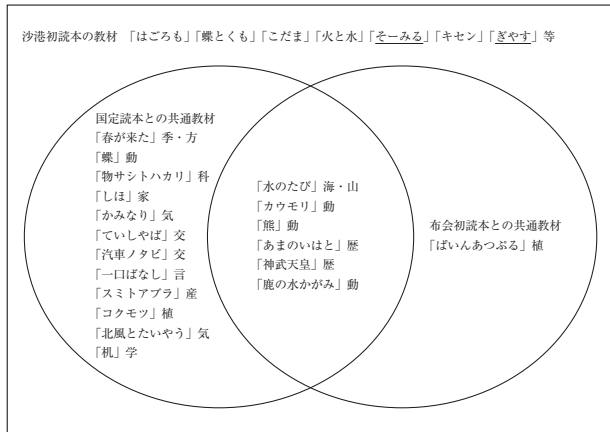 沙港初読本の教材 「はごろも」「蝶とくも」「こだま」「火と水」「そーみる」「キセン」「ぎやす」等
国定読本との共通教材
「春が来た」季・方
「蝶」動
「物サシトハカリ」科
「しほ」家
「かみなり」気
「ていしやば」交
「汽車ノタビ」交
「一口ばなし」言
「スミトアブラ」産
「コクモツ」植
「北風とたいやう」気
「机」学
「水のたび」海・山
「カウモリ」動
「熊」動
「あまのいはと」歴
「神武天皇」歴
「鹿の水かがみ」動
布会初読本との共通教材
「ぱいんあつぷる」植